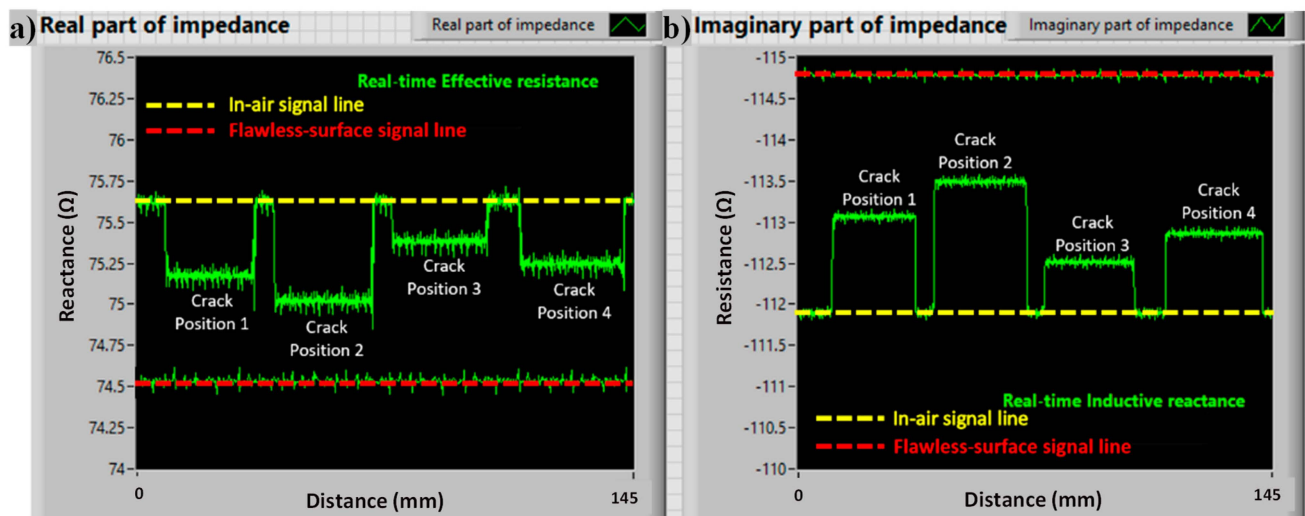 a) Real part of impedance
Real part of impedance
76.5
76.25
76
75.75
75.5
75.25
75
74.75
74.5
74.25
74
Reactance (Ω)
Real-time Effective resistance
In-air signal line
Flawless-surface signal line
Crack
Position 1
Crack
Position 2
Crack
Position 3
Crack
Position 4
0
Distance (mm)
145
b) Imaginary part of impedance
Imaginary part of impedance
-115
-114.5
-114
-113.5
-113
-112.5
-112
-111.5
-111
-110.5
-110
Resistance (Ω)
Crack
Position 1
Crack
Position 2
Crack
Position 3
Crack
Position 4
Real-time Inductive reactance
In-air signal line
Flawless-surface signal line
0
Distance (mm)
145